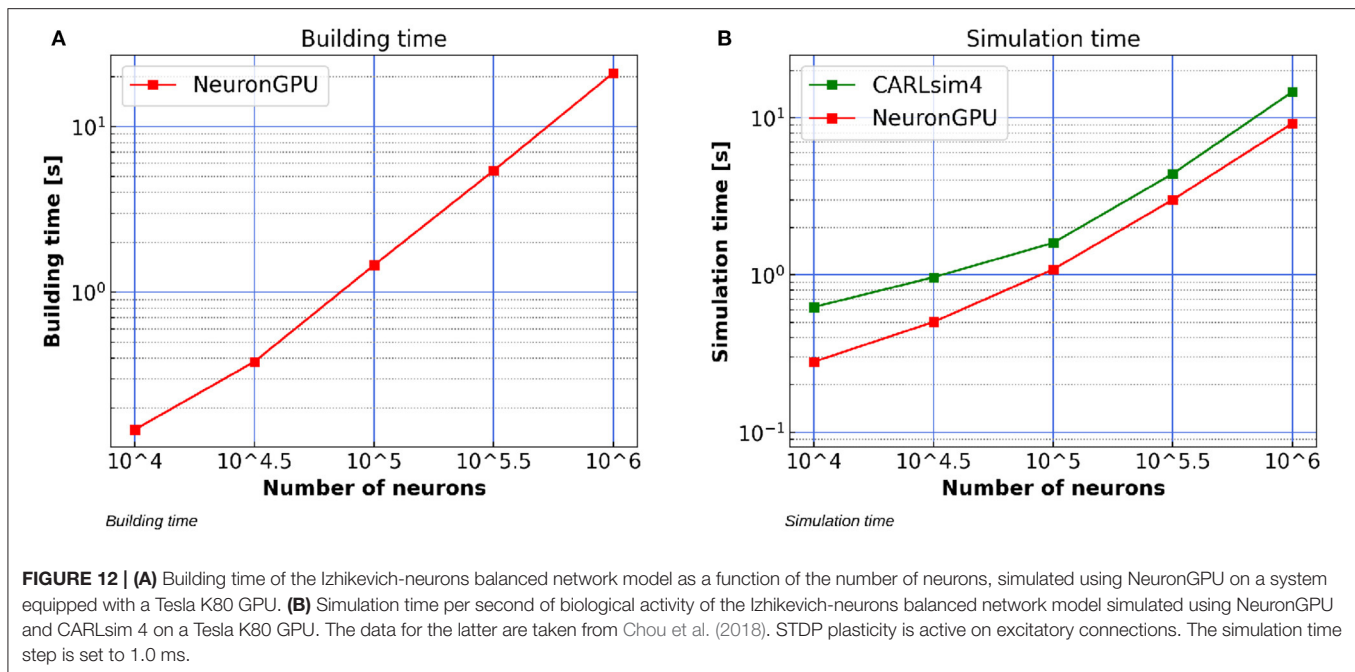 A
Building time
NeuronGPU
10^1
10^0
Building time [s]
10^4
10^4.5
10^5
10^5.5
10^6
Number of neurons
Building time
B
Simulation time
CARLsim4
NeuronGPU
10^1
10^0
10^-1
Simulation time [s]
10^4
10^4.5
10^5
10^5.5
10^6
Number of neurons
Simulation time
FIGURE 12 | (A) Building time of the Izhikevich-neurons balanced network model as a function of the number of neurons, simulated using NeuronGPU on a system
equipped with a Tesla K80 GPU. (B) Simulation time per second of biological activity of the Izhikevich-neurons balanced network model simulated using NeuronGPU
and CARLsim 4 on a Tesla K80 GPU. The data for the latter are taken from Chou et al. (2018). STDP plasticity is active on excitatory connections. The simulation time
step is set to 1.0 ms.